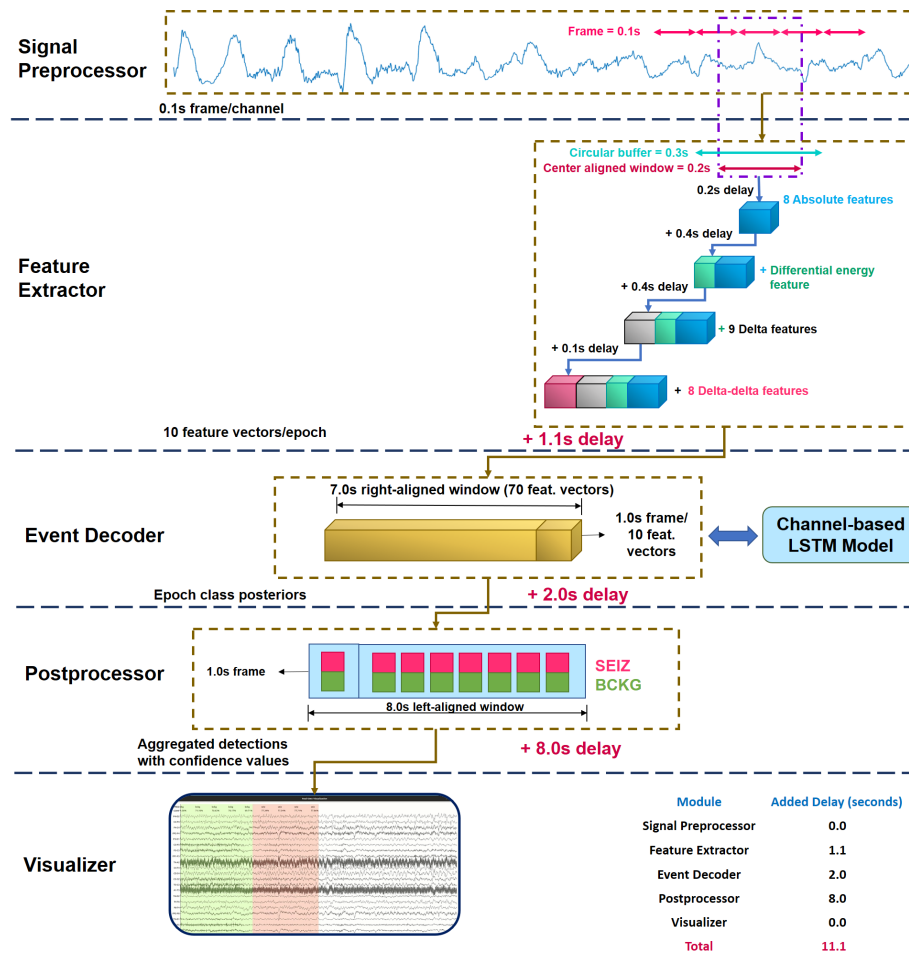 Signal
Preprocessor
Frame = 0.1s
0.1s frame/channel
Circular buffer = 0.3s
Center aligned window = 0.2s
0.2s delay
8 Absolute features
+ 0.4s delay
+ Differential energy
feature
Feature
Extractor
+ 0.4s delay
+ 9 Delta features
+ 0.1s delay
+ 8 Delta-delta features
10 feature vectors/epoch
+ 1.1s delay
7.0s right-aligned window (70 feat. vectors)
Event Decoder
1.0s frame/
10 feat.
vectors
Channel-based
LSTM Model
Epoch class posteriors
+ 2.0s delay
Postprocessor
1.0s frame
SEIZ
BCKG
8.0s left-aligned window
Aggregated detections
with confidence values
+ 8.0s delay
Visualizer
Module Added Delay (seconds)
Signal Preprocessor 0.0
Feature Extractor 1.1
Event Decoder 2.0
Postprocessor 8.0
Visualizer 0.0
Total 11.1